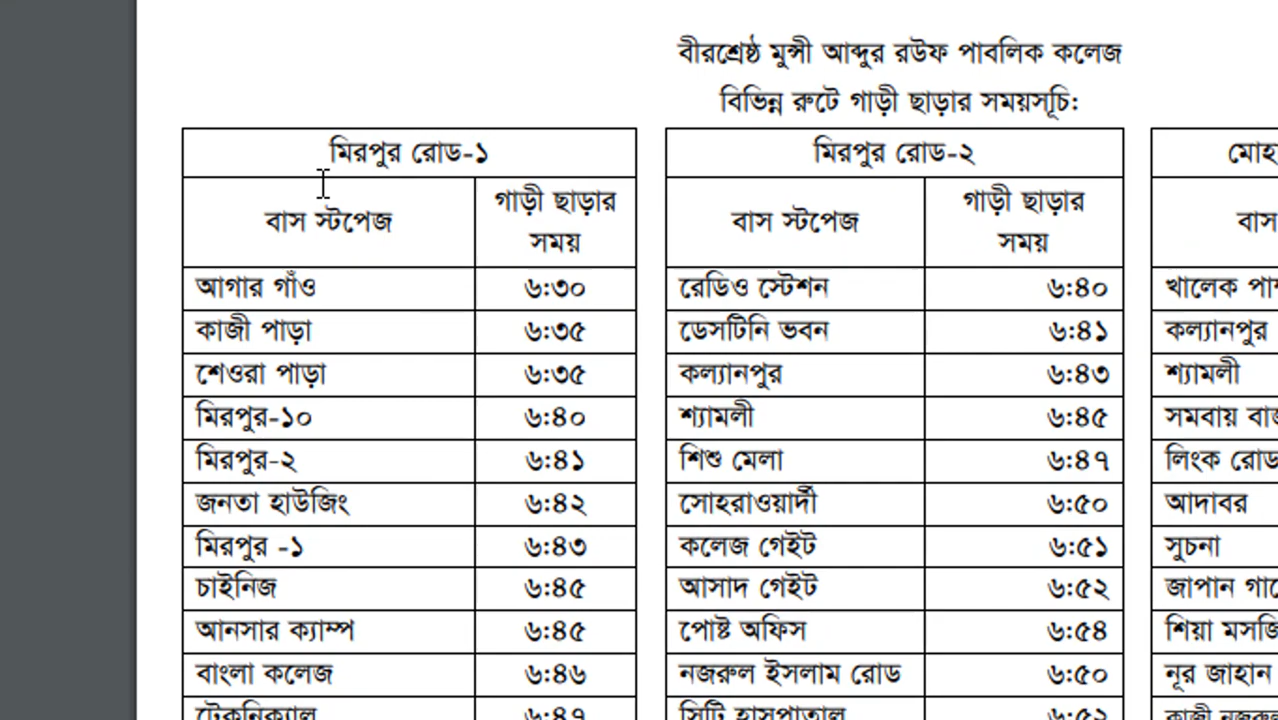 বীরশ্রেষ্ঠ মুন্সী আব্দুর রউফ পাবলিক কলেজ
বিভিন্ন রুটে গাড়ী ছাড়ার সময়সূচি:
মিরপুর রোড-১
বাস স্টপেজ
গাড়ী ছাড়ার
সময়
আগার গাঁও ৬:৩০
কাজী পাড়া ৬:৩৫
শেওরা পাড়া ৬:৩৫
মিরপুর-১০ ৬:৪০
মিরপুর-২ ৬:৪১
জনতা হাউজিং ৬:৪২
মিরপুর -১ ৬:৪৩
চাইনিজ ৬:৪৫
আনসার ক্যাম্প ৬:৪৫
বাংলা কলেজ ৬:৪৬
টেকনিক্যাল ৬:৪৭
মিরপুর রোড-২
বাস স্টপেজ
গাড়ী ছাড়ার
সময়
রেডিও স্টেশন ৬:৪০
ডেসটিনি ভবন ৬:৪১
কল্যানপুর ৬:৪৩
শ্যামলী ৬:৪৫
শিশু মেলা ৬:৪৭
সোহরাওয়ার্দী ৬:৫০
কলেজ গেইট ৬:৫১
আসাদ গেইট ৬:৫২
পোষ্ট অফিস ৬:৫৪
নজরুল ইসলাম রোড ৬:৫০
সিটি হাসপাতাল ৬:৫২
মোহ
বাস
খালেক
কল্যানপুর
শ্যামলী
সমবায়
লিংক রোড
আদাবর
সুচনা
জাপান
শিয়া
নূর জাহান
কাজী